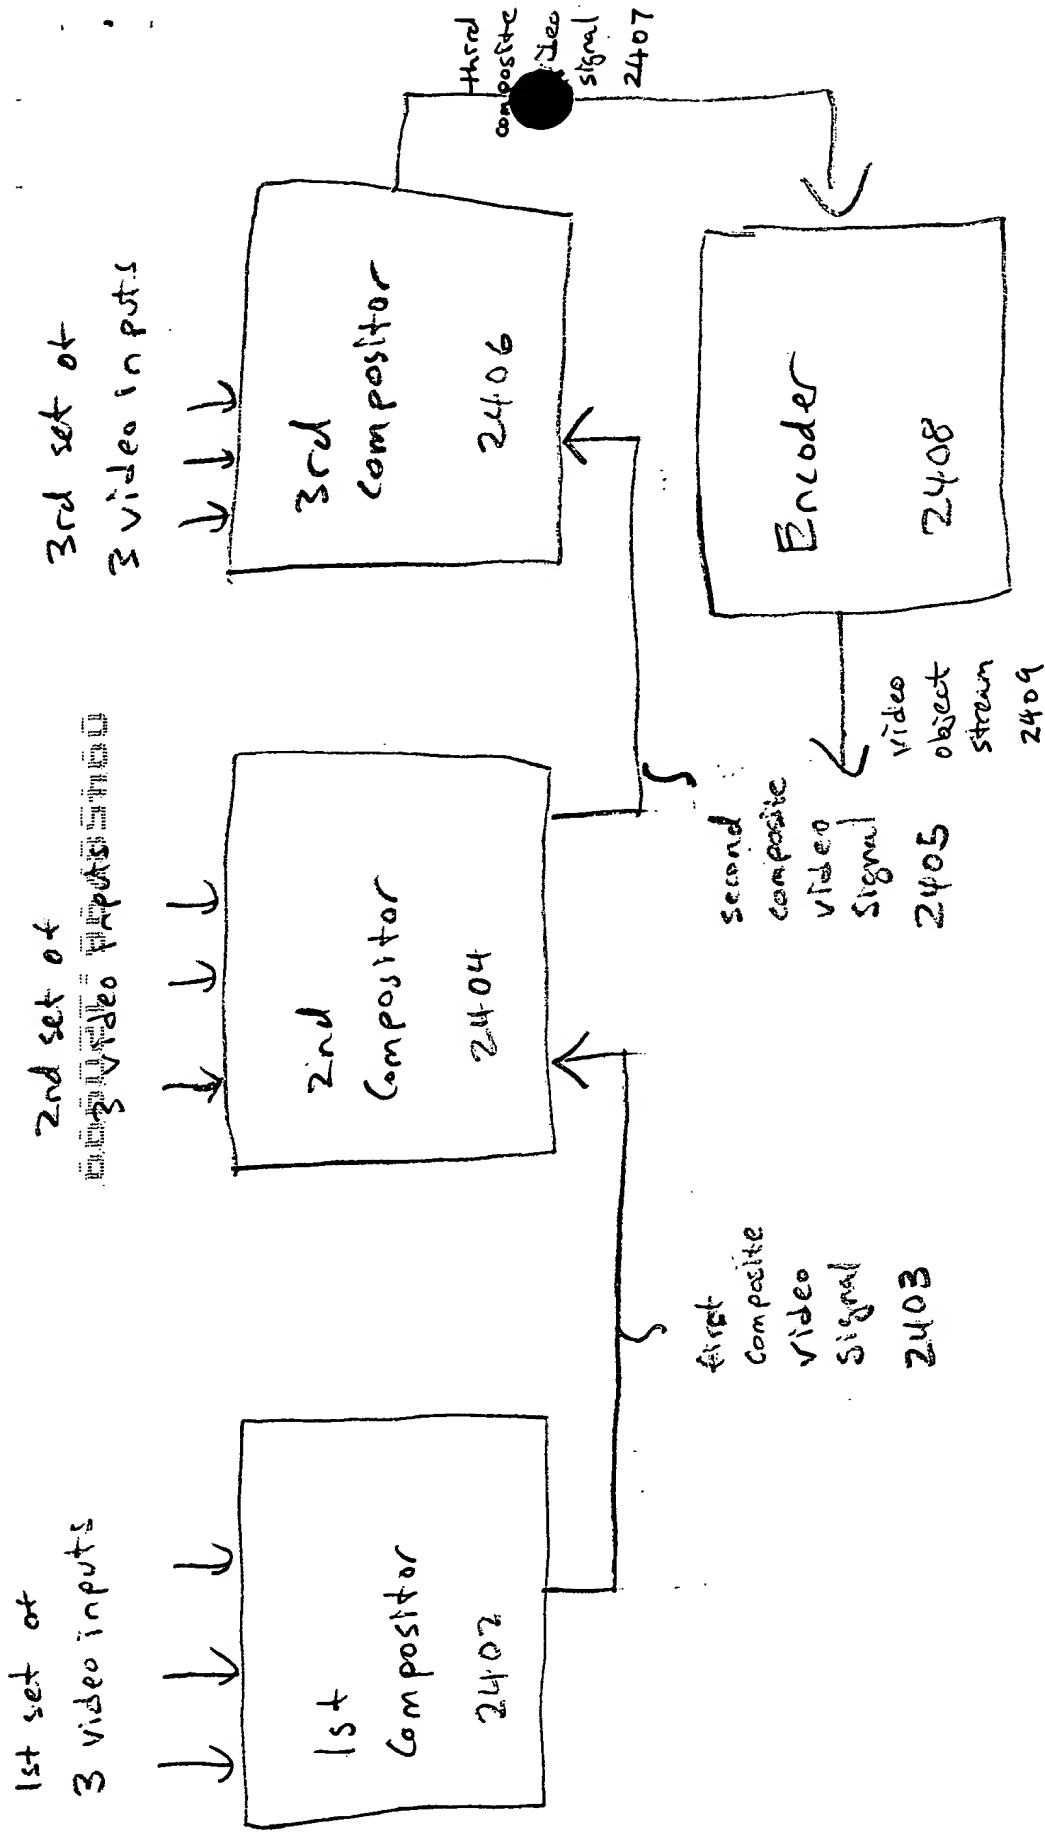 1st set of
3 video inputs
1st
Compositor
2402
first
composite
video
signal
2403
2nd set of
3 video inputs
2nd
Compositor
2404
second
composite
video
signal
2405
3rd set of
3 video inputs
3rd
Compositor
2406
third
composite
video
signal
2407
Encoder
2408
video
object
stream
2409